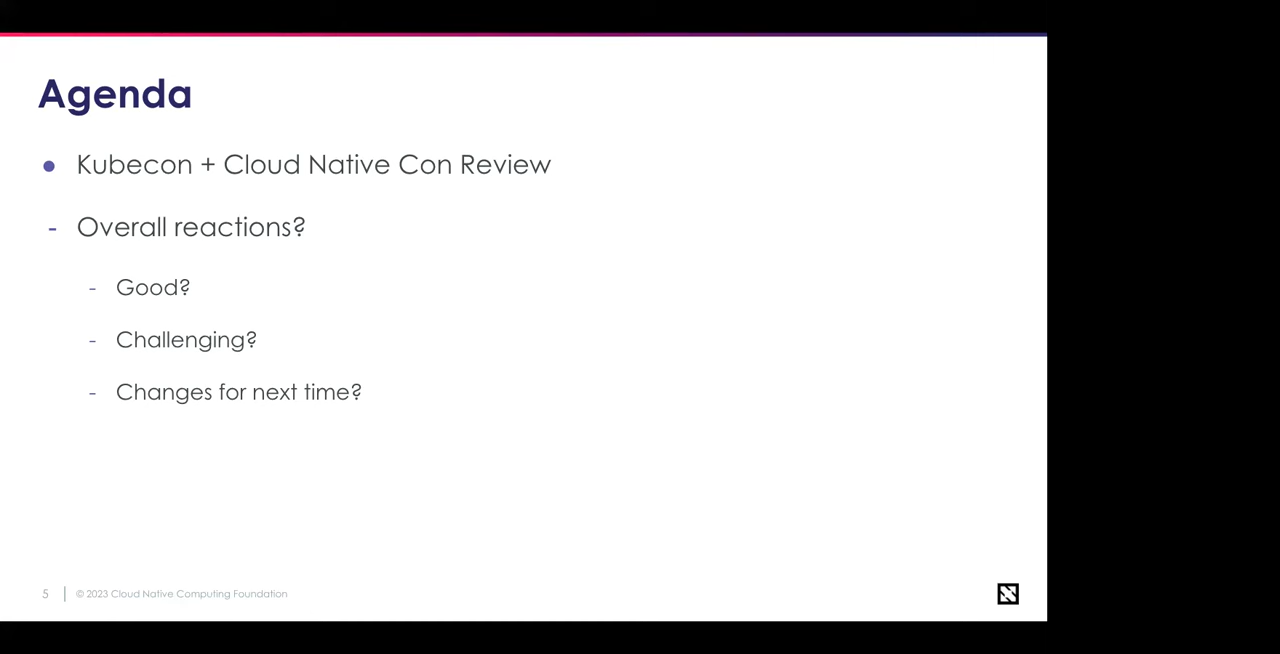 Agenda
● Kubecon + Cloud Native Con Review
- Overall reactions?
- Good?
- Challenging?
- Changes for next time?
5 | © 2023 Cloud Native Computing Foundation